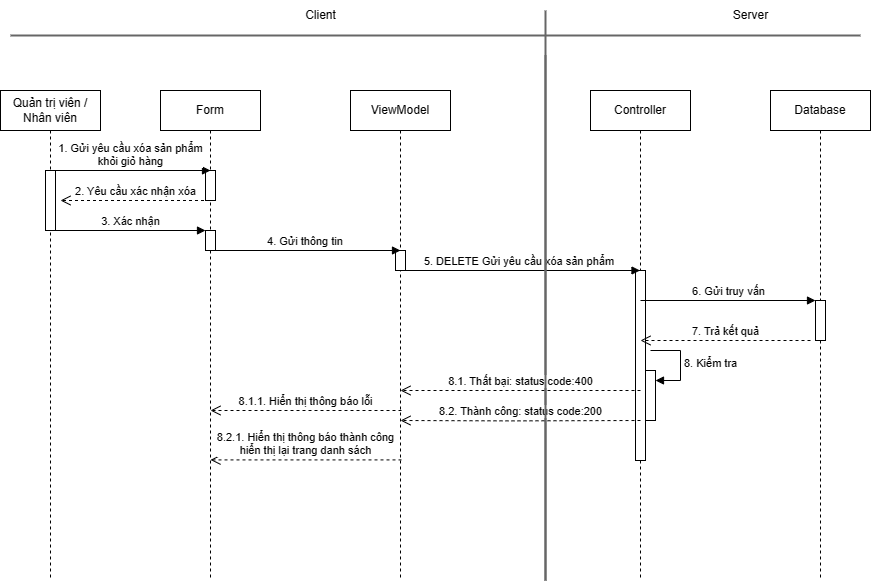 Client
Server
Quản trị viên /
Nhân viên
Form
ViewModel
Controller
Database
1. Gửi yêu cầu xóa sản phẩm
khỏi giỏ hàng
2. Yêu cầu xác nhận xóa
3. Xác nhận
4. Gửi thông tin
5. DELETE Gửi yêu cầu xóa sản phẩm
6. Gửi truy vấn
7. Trả kết quả
8. Kiểm tra
8.1. Thất bại: status code:400
8.1.1. Hiển thị thông báo lỗi
8.2. Thành công: status code:200
8.2.1. Hiển thị thông báo thành công
hiển thị lại trang danh sách